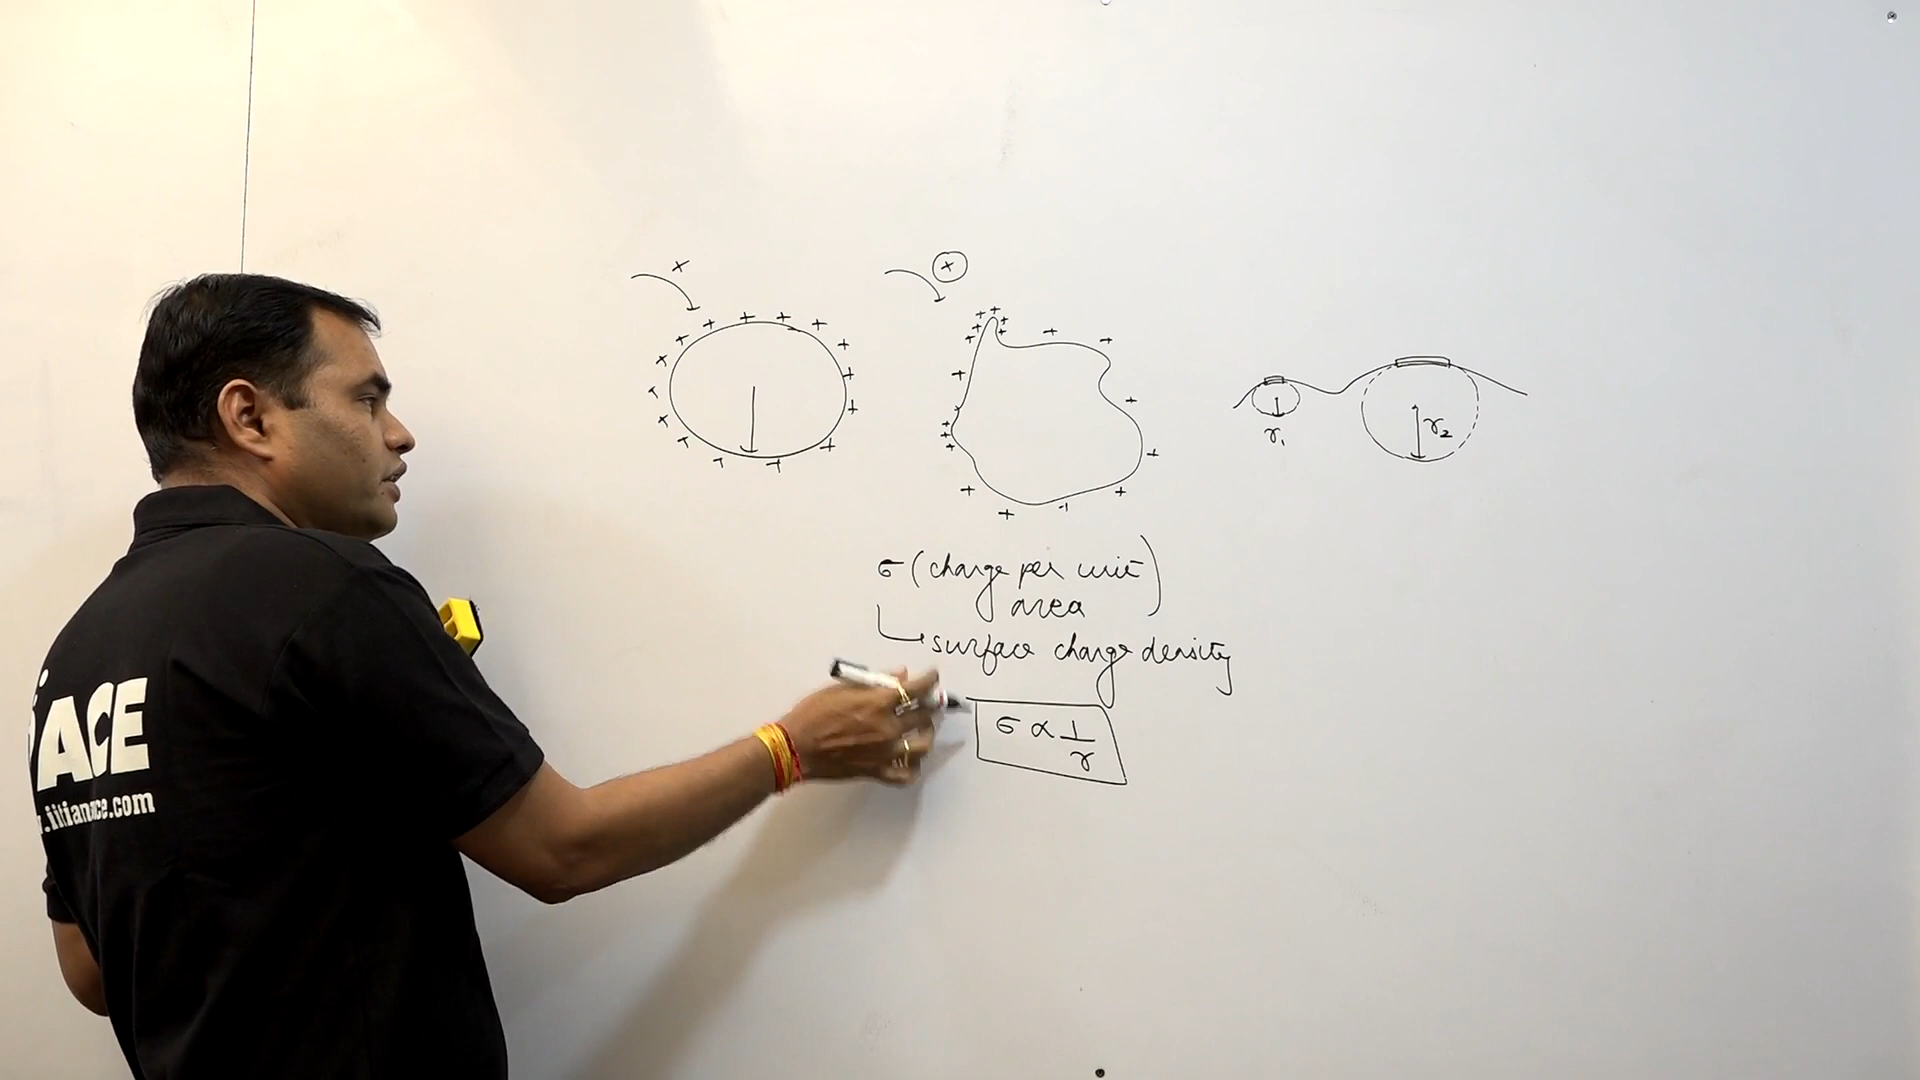 r₁
r₂
σ (charge per unit
area)
surface charge density
σ ∝ 1/r
ACE
.iitianace.com